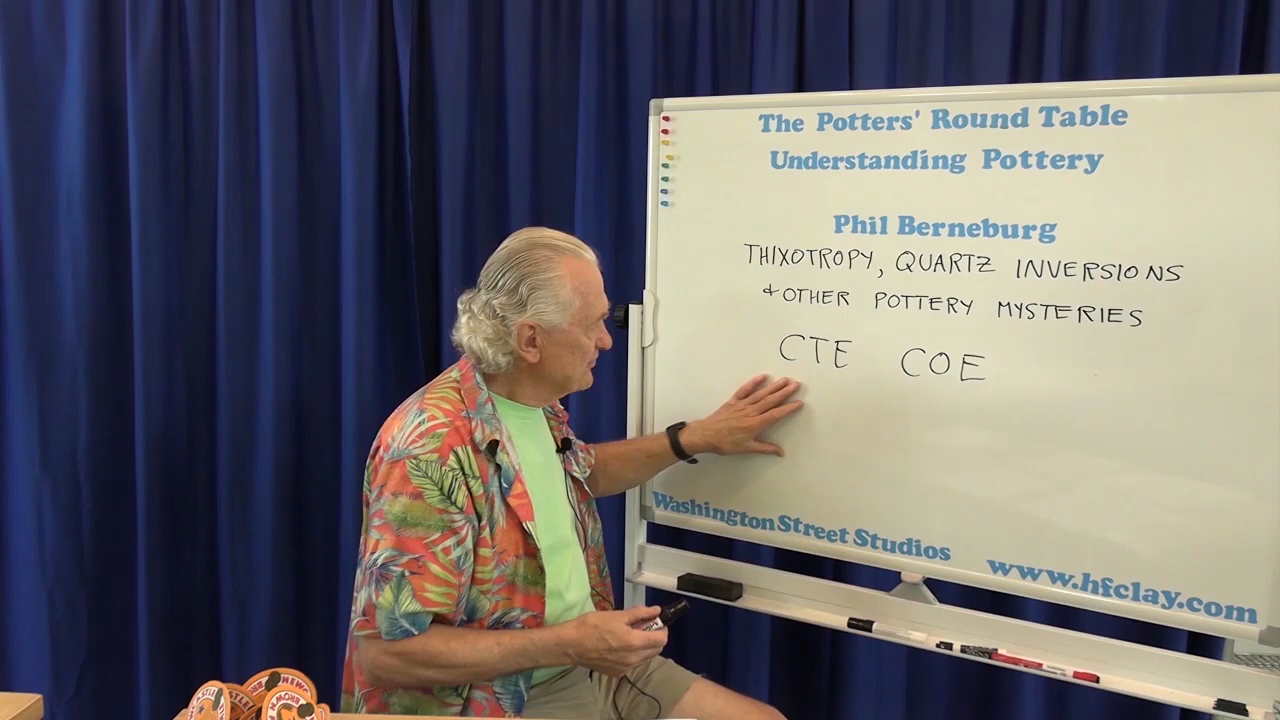 The Potters' Round Table
Understanding Pottery
Phil Berneburg
THIXOTROPY, QUARTZ INVERSIONS
+ OTHER POTTERY MYSTERIES
CTE COE
Washington Street Studios
www.hfclay.com